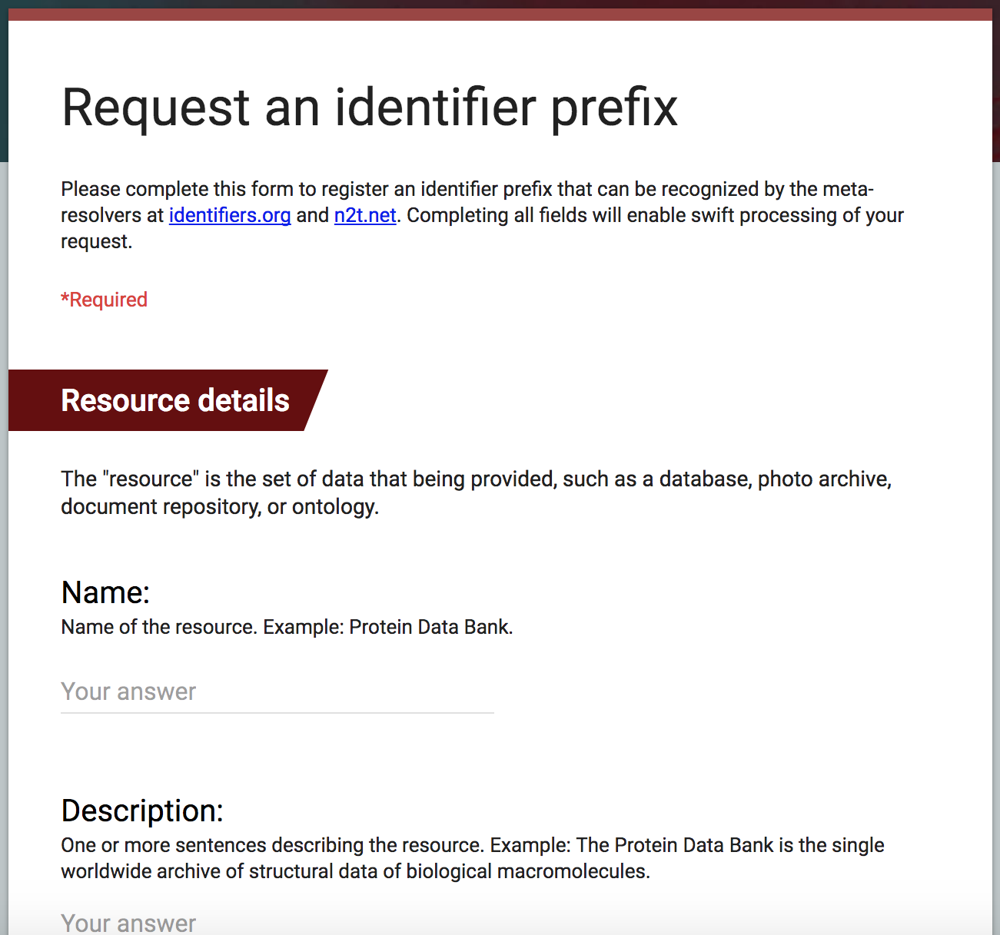 Request an identifier prefix
Please complete this form to register an identifier prefix that can be recognized by the meta-
resolvers at identifiers.org and n2t.net. Completing all fields will enable swift processing of your
request.
*Required
Resource details
The "resource" is the set of data that being provided, such as a database, photo archive,
document repository, or ontology.
Name:
Name of the resource. Example: Protein Data Bank.
Your answer
Description:
One or more sentences describing the resource. Example: The Protein Data Bank is the single
worldwide archive of structural data of biological macromolecules.
Your answer